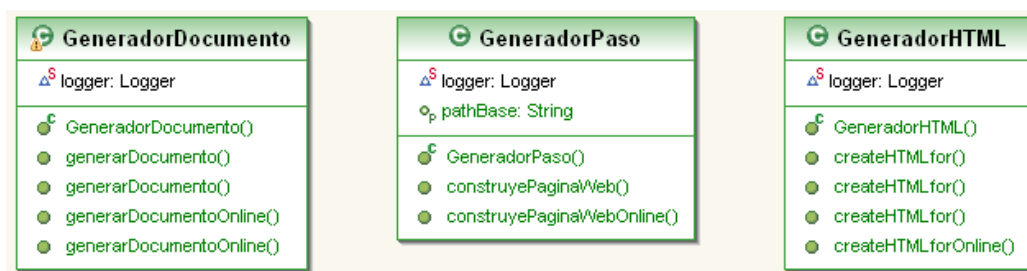 GeneradorDocumento
logger: Logger
GeneradorDocumento()
generarDocumento()
generarDocumento()
generarDocumentoOnline()
generarDocumentoOnline()
GeneradorPaso
logger: Logger
pathBase: String
GeneradorPaso()
construyePaginaWeb()
construyePaginaWebOnline()
GeneradorHTML
logger: Logger
GeneradorHTML()
createHTMLfor()
createHTMLfor()
createHTMLfor()
createHTMLforOnline()